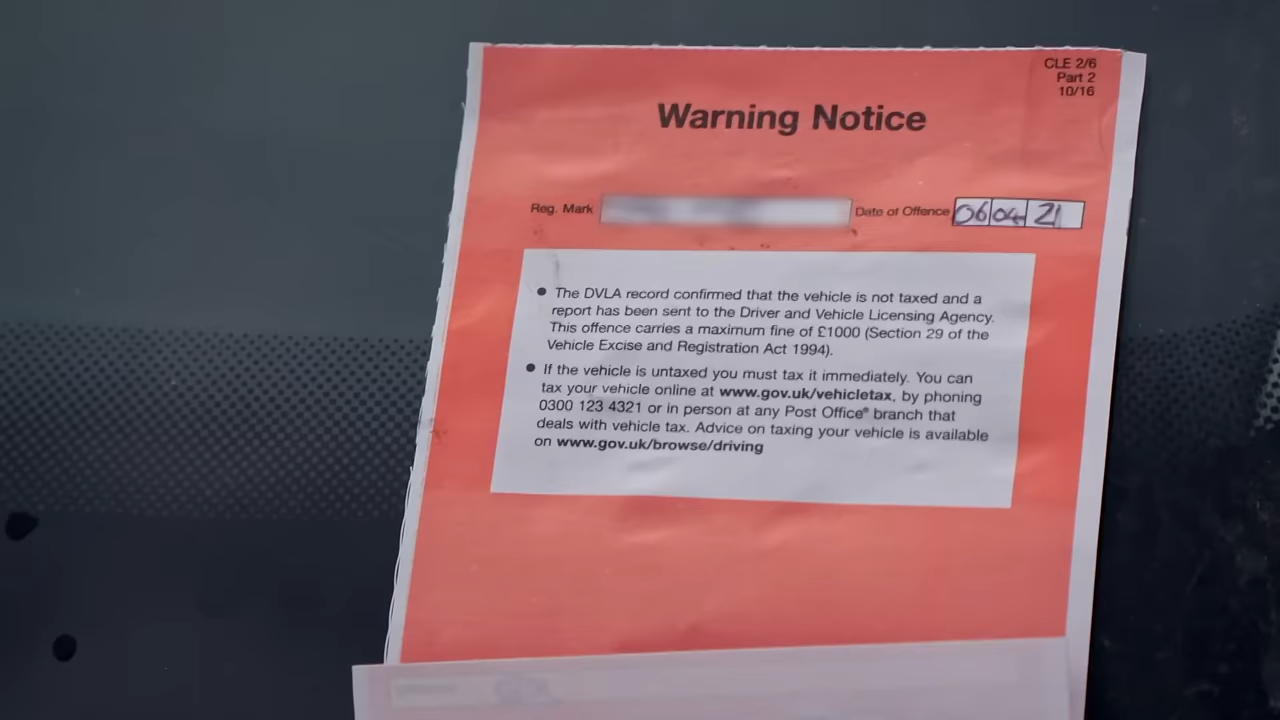 CLE 2/6
Part 2
10/16
Warning Notice
Reg. Mark Date of Offence 06 04 21
• The DVLA record confirmed that the vehicle is not taxed and a
report has been sent to the Driver and Vehicle Licensing Agency.
This offence carries a maximum fine of £1000 (Section 29 of the
Vehicle Excise and Registration Act 1994).
• If the vehicle is untaxed you must tax it immediately. You can
tax your vehicle online at www.gov.uk/vehicletax, by phoning
0300 123 4321 or in person at any Post Office® branch that
deals with vehicle tax. Advice on taxing your vehicle is available
on www.gov.uk/browse/driving